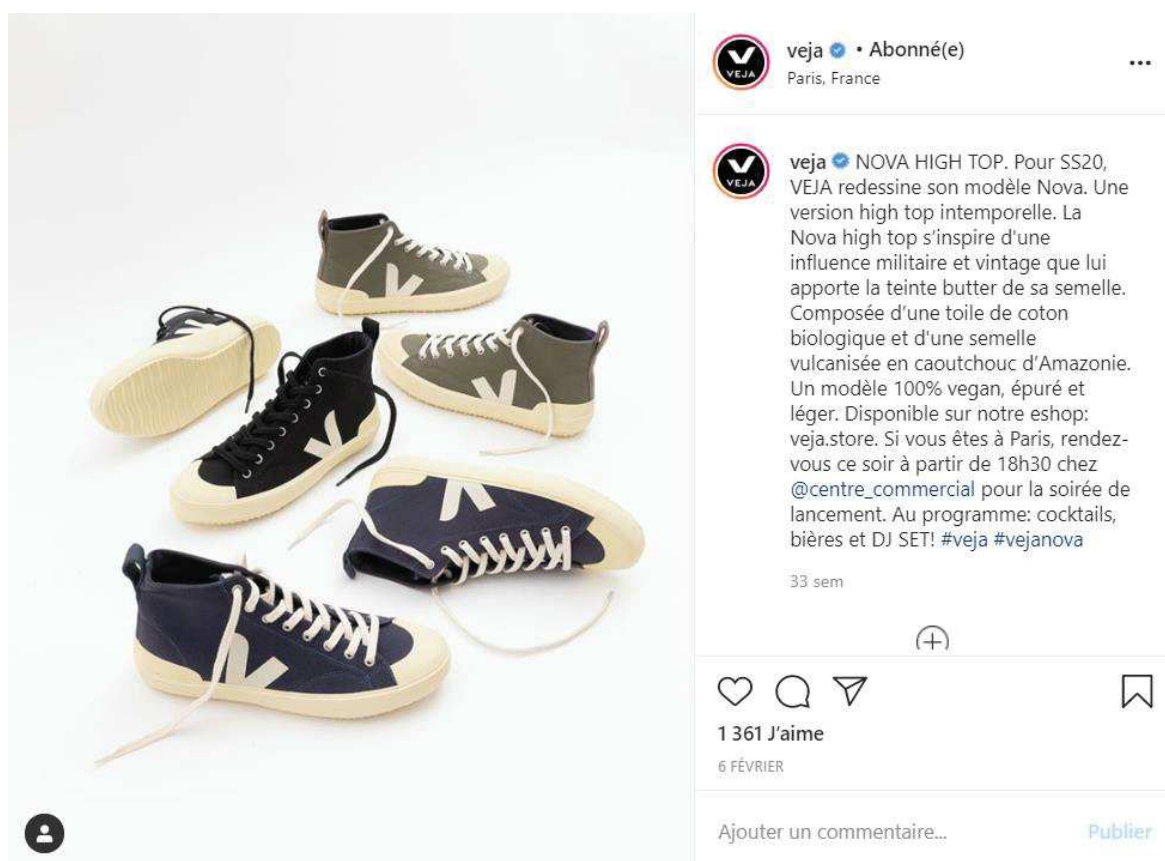 veja • Abonné(e)
Paris, France
veja NOVA HIGH TOP. Pour SS20,
VEJA redessine son modèle Nova. Une
version high top intemporelle. La
Nova high top s'inspire d'une
influence militaire et vintage que lui
apporte la teinte butter de sa semelle.
Composée d'une toile de coton
biologique et d'une semelle
vulcanisée en caoutchouc d'Amazonie.
Un modèle 100% vegan, épuré et
léger. Disponible sur notre eshop:
veja.store. Si vous êtes à Paris, rendez-
vous ce soir à partir de 18h30 chez
@centre_commercial pour la soirée de
lancement. Au programme: cocktails,
bières et DJ SET! #veja #vejanova
33 sem
1 361 J'aime
6 FÉVRIER
Ajouter un commentaire... Publier
VEJA
VEJA